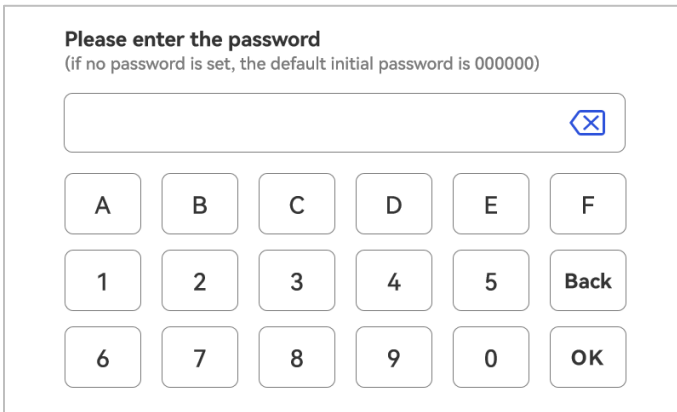 Please enter the password
(if no password is set, the default initial password is 000000)
A B C D E F
1 2 3 4 5 Back
6 7 8 9 0 OK